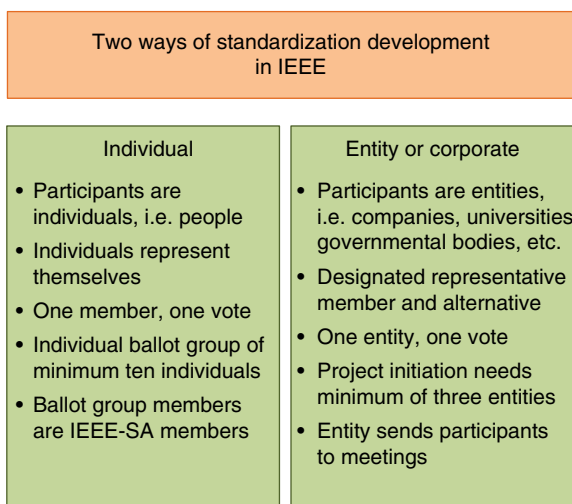 Two ways of standardization development
in IEEE
Individual
• Participants are
individuals, i.e. people
• Individuals represent
themselves
• One member, one vote
• Individual ballot group of
minimum ten individuals
• Ballot group members
are IEEE-SA members
Entity or corporate
• Participants are entities,
i.e. companies, universities
governmental bodies, etc.
• Designated representative
member and alternative
• One entity, one vote
• Project initiation needs
minimum of three entities
• Entity sends participants
to meetings